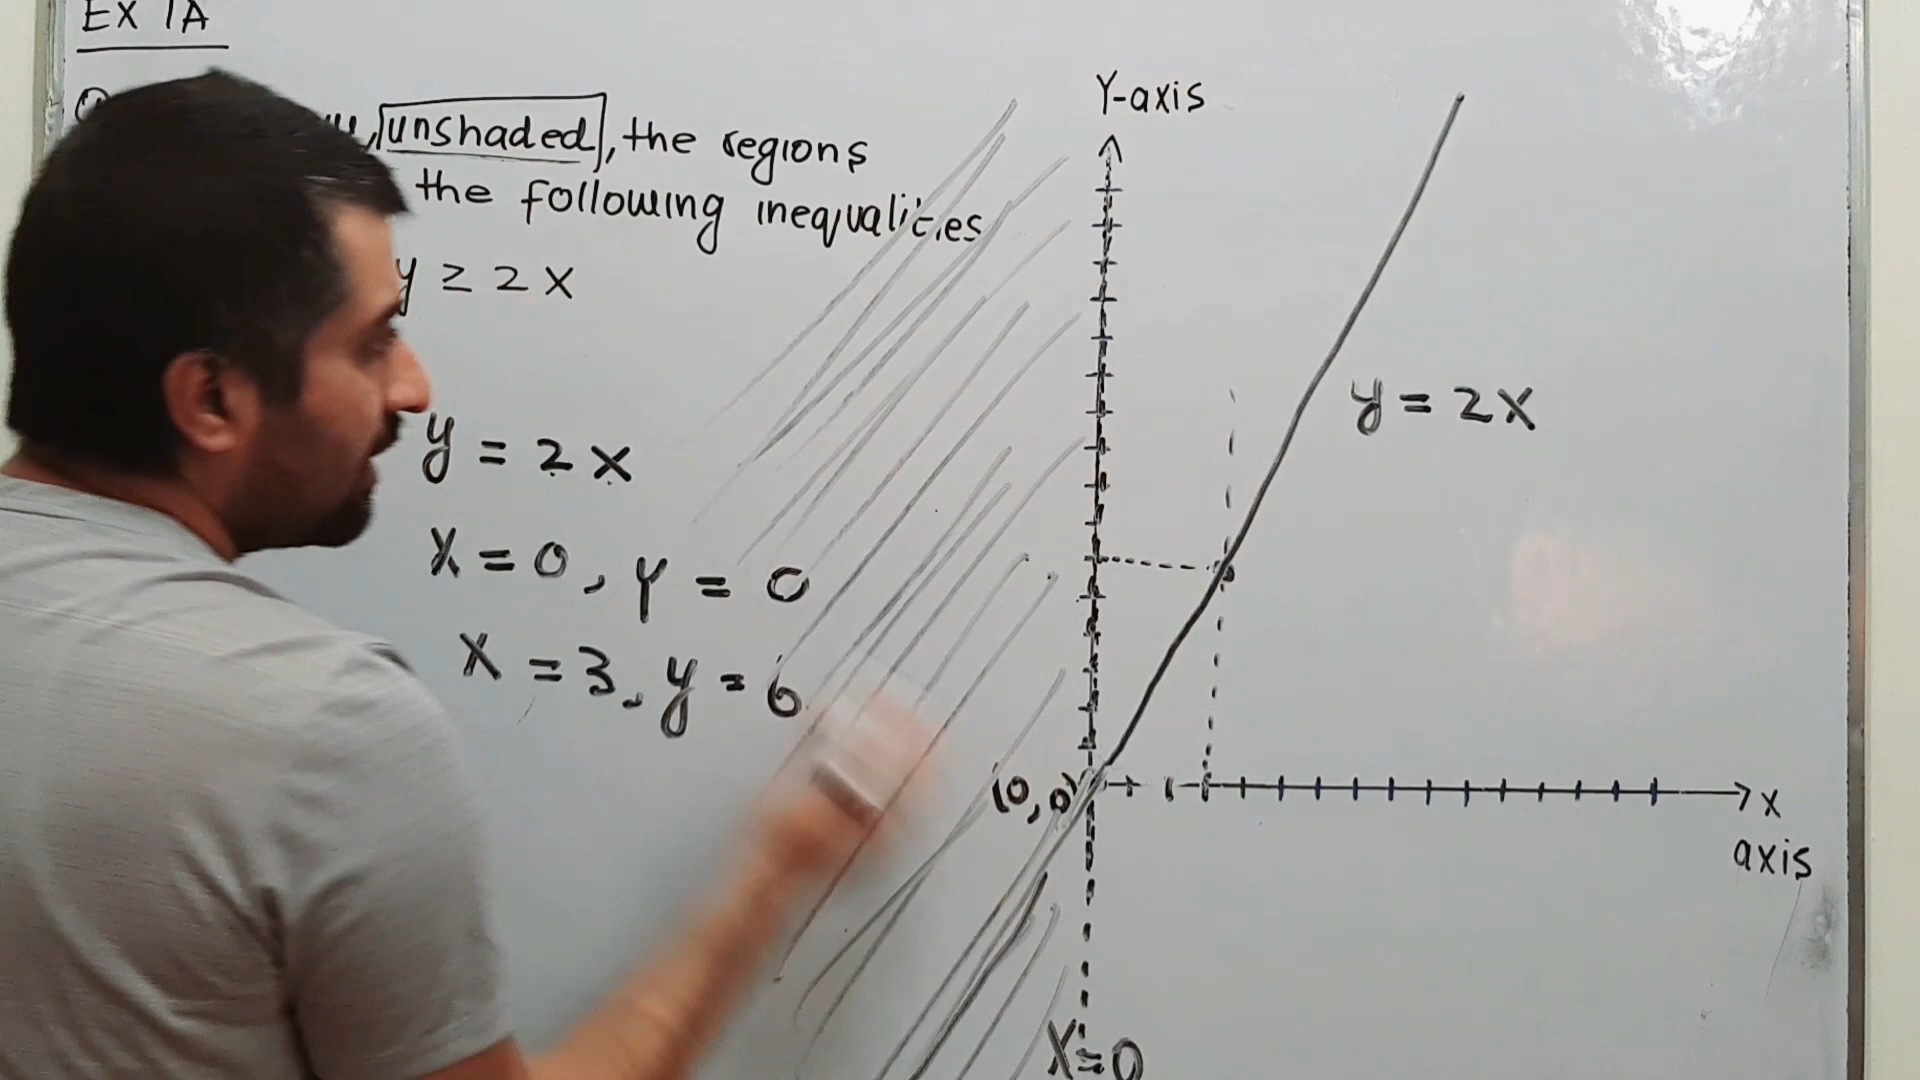 EX 1A
unshaded, the regions
the following inequalities
y ≥ 2x
y = 2x
x = 0, y = 0
x = 3, y = 6
Y-axis
y = 2x
(0,0)
x
axis
x = 0